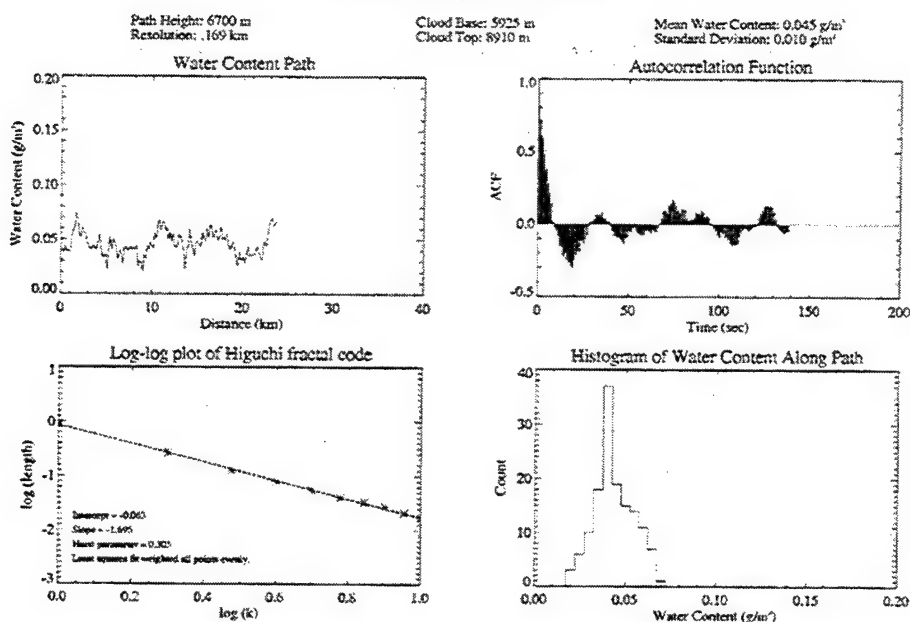 Path Height: 6700 m
Resolution: .169 km
Cloud Base: 5925 m
Cloud Top: 8910 m
Mean Water Content: 0.045 g/m³
Standard Deviation: 0.010 g/m³
Water Content Path
0.20
0.15
0.10
0.05
0.00
Water Content (g/m³)
0 10 20 30 40
Distance (km)
Autocorrelation Function
1.0
0.5
0.0
-0.5
ACF
0 50 100 150 200
Time (sec)
Log-log plot of Higuchi fractal code
1
0
-1
-2
-3
log (length)
Intercept = -0.063
Slope = -1.695
Hurst parameter = 0.305
Least squares fit weighted all points evenly.
0.0 0.2 0.4 0.6 0.8 1.0
log (k)
Histogram of Water Content Along Path
40
30
20
10
0
Count
0.00 0.05 0.10 0.15 0.20
Water Content (g/m³)